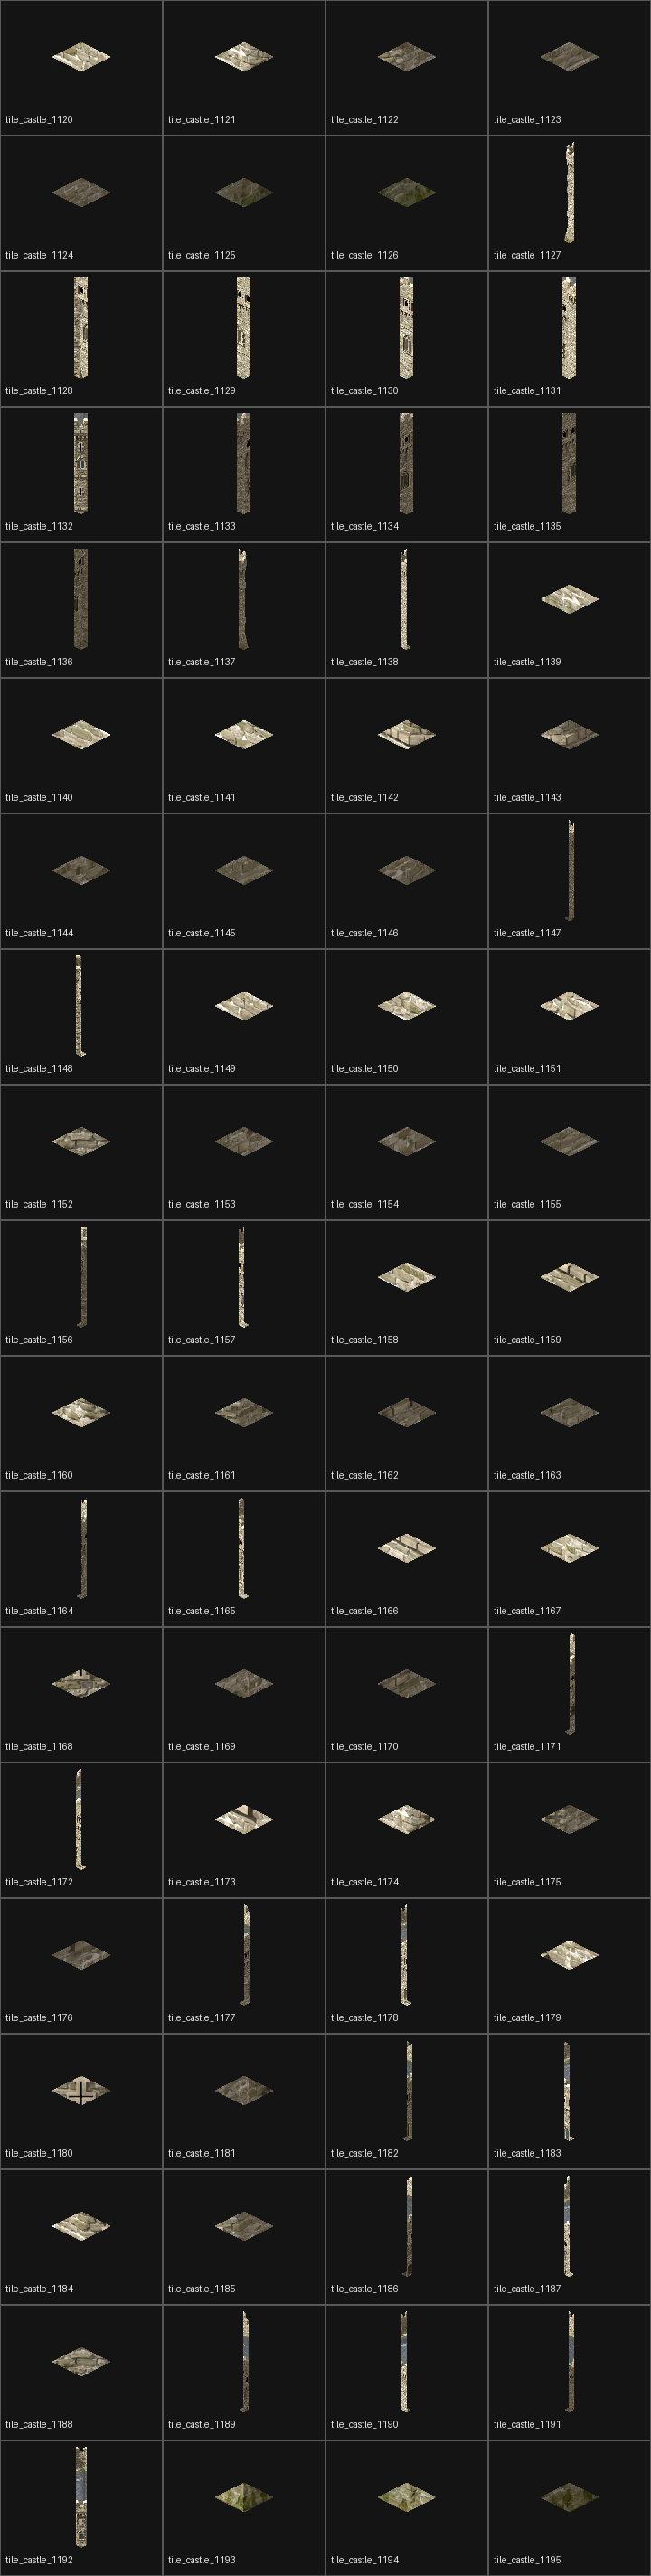 tile_castle_1120
tile_castle_1121
tile_castle_1122
tile_castle_1123
tile_castle_1124
tile_castle_1125
tile_castle_1126
tile_castle_1127
tile_castle_1128
tile_castle_1129
tile_castle_1130
tile_castle_1131
tile_castle_1132
tile_castle_1133
tile_castle_1134
tile_castle_1135
tile_castle_1136
tile_castle_1137
tile_castle_1138
tile_castle_1139
tile_castle_1140
tile_castle_1141
tile_castle_1142
tile_castle_1143
tile_castle_1144
tile_castle_1145
tile_castle_1146
tile_castle_1147
tile_castle_1148
tile_castle_1149
tile_castle_1150
tile_castle_1151
tile_castle_1152
tile_castle_1153
tile_castle_1154
tile_castle_1155
tile_castle_1156
tile_castle_1157
tile_castle_1158
tile_castle_1159
tile_castle_1160
tile_castle_1161
tile_castle_1162
tile_castle_1163
tile_castle_1164
tile_castle_1165
tile_castle_1166
tile_castle_1167
tile_castle_1168
tile_castle_1169
tile_castle_1170
tile_castle_1171
tile_castle_1172
tile_castle_1173
tile_castle_1174
tile_castle_1175
tile_castle_1176
tile_castle_1177
tile_castle_1178
tile_castle_1179
tile_castle_1180
tile_castle_1181
tile_castle_1182
tile_castle_1183
tile_castle_1184
tile_castle_1185
tile_castle_1186
tile_castle_1187
tile_castle_1188
tile_castle_1189
tile_castle_1190
tile_castle_1191
tile_castle_1192
tile_castle_1193
tile_castle_1194
tile_castle_1195